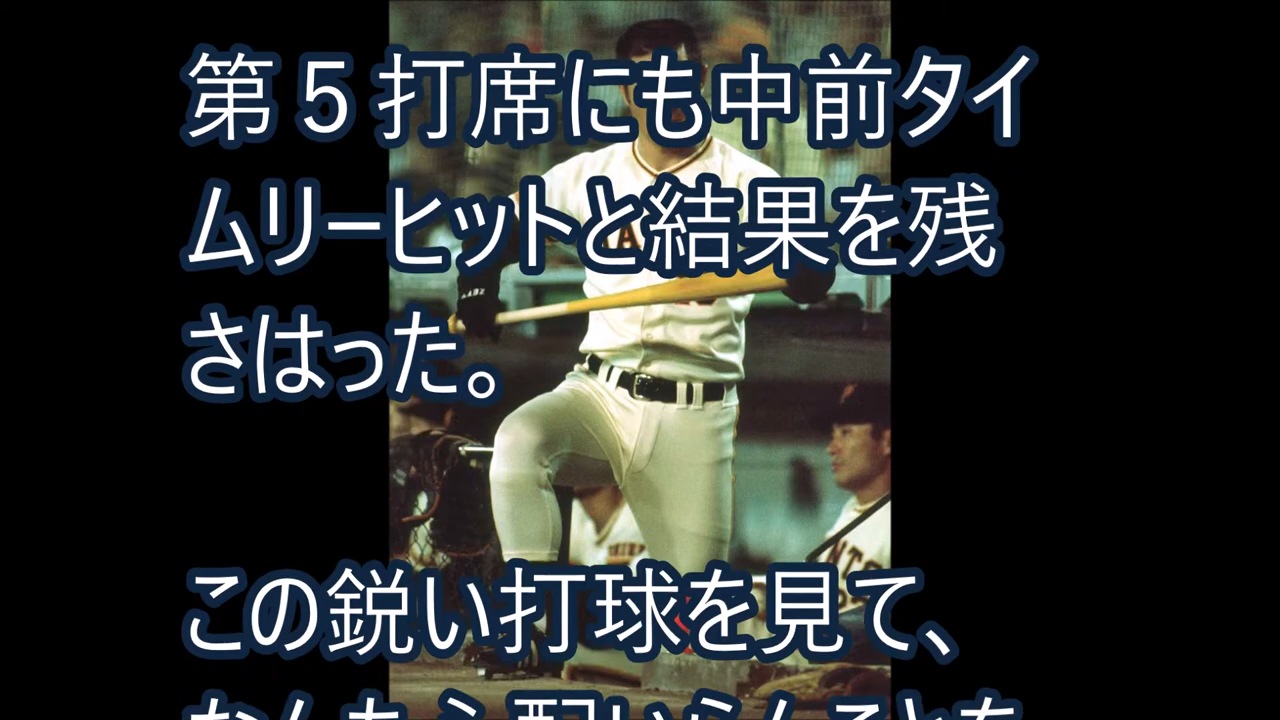 第5打席にも中前タイ
ムリーヒットと結果を残
さはった。
この鋭い打球を見て、